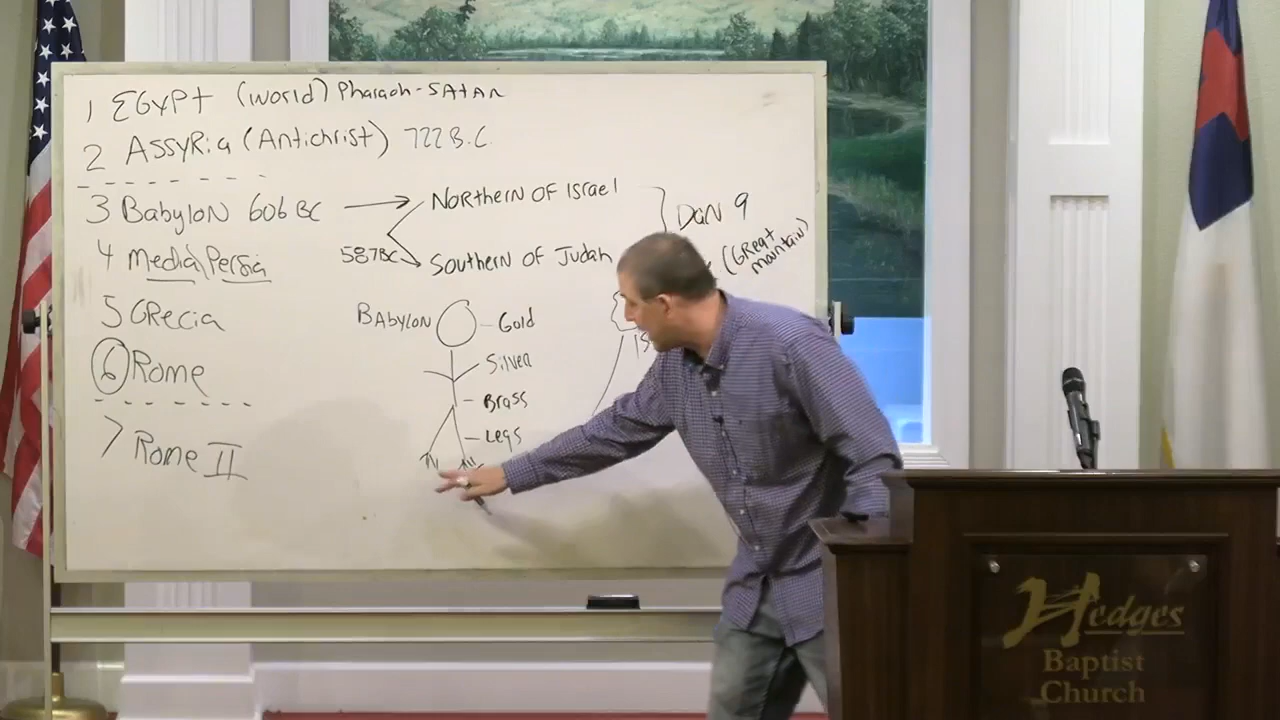 1 EGYPt (world) Pharaoh-SAtAN
2 ASSYRia (Antichrist) 722 B.C.
3 Babylon 606 BC
Northern OF Israel
4 Media\Persia
587BC
Southern OF Judah
Dan 9
(Great
maintain)
5 GRecia
BAbYLON
Gold
6 Rome
Silver
Brass
Legs
7 Rome II
Hedges
Baptist
Church